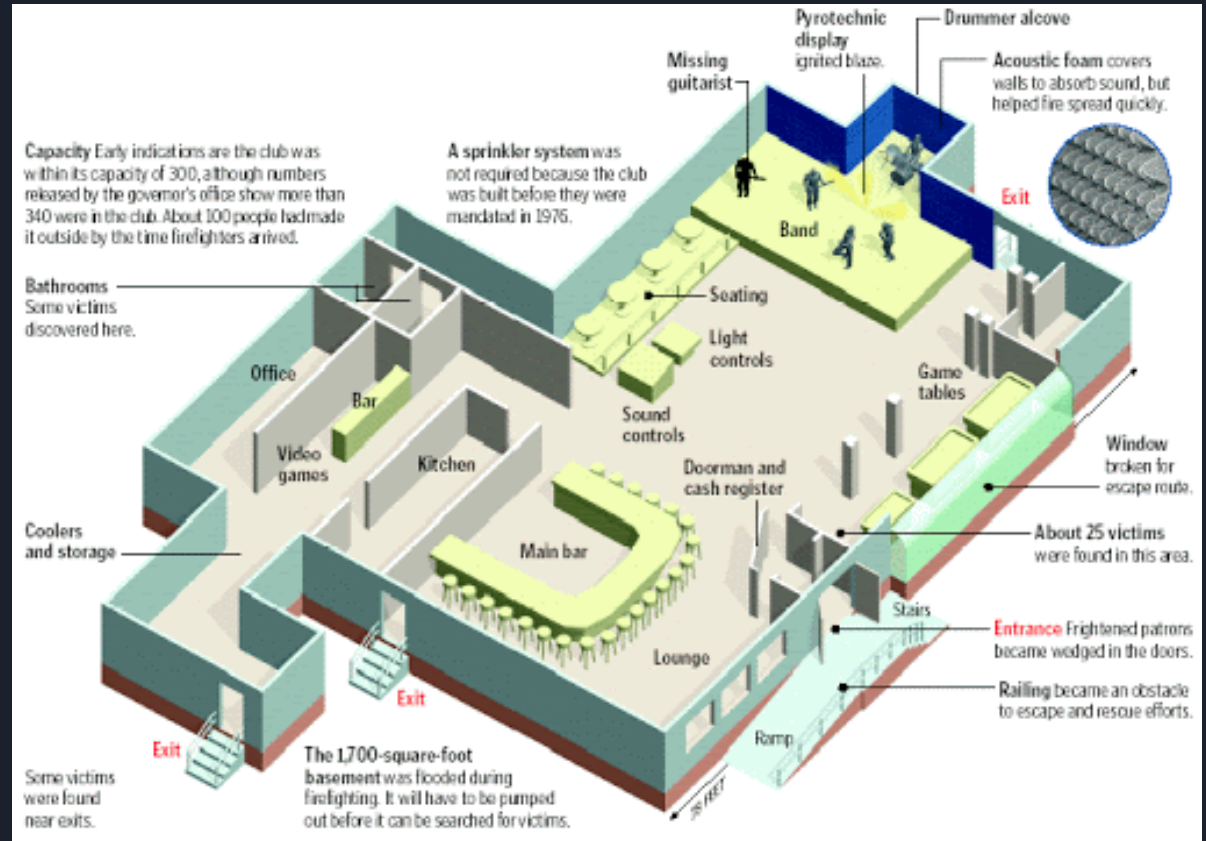 Pyrotechnic
display
ignited blaze.
Drummer alcove
Missing
guitarist
Acoustic foam covers
walls to absorb sound, but
helped fire spread quickly.
Capacity Early indications are the club was
within its capacity of 300, although numbers
released by the governor's office show more than
340 were in the club. About 100 people had made
it outside by the time firefighters arrived.
A sprinkler system was
not required because the club
was built before they were
mandated in 1976.
Exit
Band
Bathrooms
Some victims
discovered here.
Seating
Light
controls
Office
Bar
Game
tables
Sound
controls
Video
games
Kitchen
Doorman and
cash register
Window
broken for
escape route.
Coolers
and storage
Main bar
About 25 victims
were found in this area.
Stairs
Entrance Frightened patrons
became wedged in the doors.
Lounge
Railing became an obstacle
to escape and rescue efforts.
Exit
Ramp
Exit
The 1,700-square-foot
basement was flooded during
firefighting. It will have to be pumped
out before it can be searched for victims.
Some victims
were found
near exits.
FEET